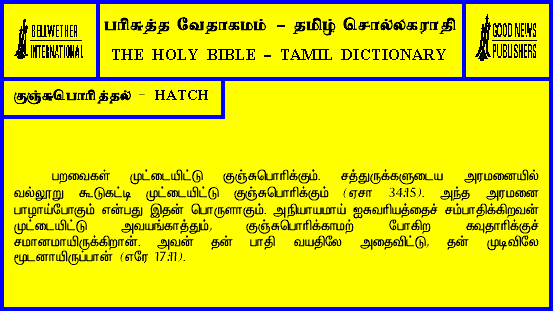 BELLWETHER
INTERNATIONAL
பரிசுத்த வேதாகமம் – தமிழ் சொல்லகராதி
THE HOLY BIBLE – TAMIL DICTIONARY
GOOD NEWS
PUBLISHERS
குஞ்சுபொரித்தல் - HATCH
பறவைகள் முட்டையிட்டு குஞ்சுபொரிக்கும். சத்துருக்களுடைய அரமனையில்
வல்லூறு கூடுகட்டி முட்டையிட்டு குஞ்சுபொரிக்கும் (ஏசா 34:15). அந்த அரமனை
பாழாய்போகும் என்பது இதன் பொருளாகும். அநியாயமாய் ஐசுவரியத்தைச் சம்பாதிக்கிறவன்
முட்டையிட்டு அவயங்காத்தும், குஞ்சுபொரிக்காமற் போகிற கவுதாரிக்குச்
சமானமாயிருக்கிறான். அவன் தன் பாதி வயதிலே அதைவிட்டு, தன் முடிவிலே
மூடனாயிருப்பான் (எரே 17:11).